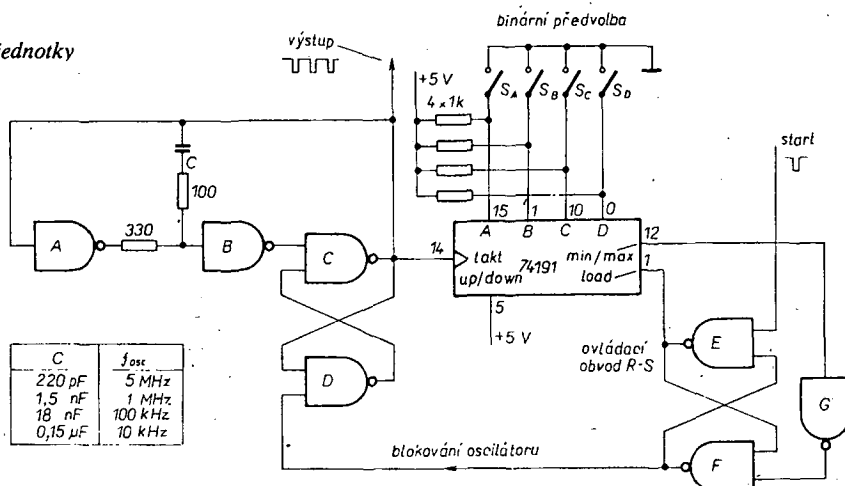 binární předvolba
ednotky
výstup
+5 V
4 × 1k
S_A S_B S_C S_D
start
C
100
330
A
B
C
D
15 1 10 0
A B C D
14
takt
up/down
74191
min/max
load
12
1
5
+5 V
E
ovládací
obvod R-S
G
F
blokování oscilátoru
C f_osc
220 pF 5 MHz
1,5 nF 1 MHz
18 nF 100 kHz
0,15 µF 10 kHz